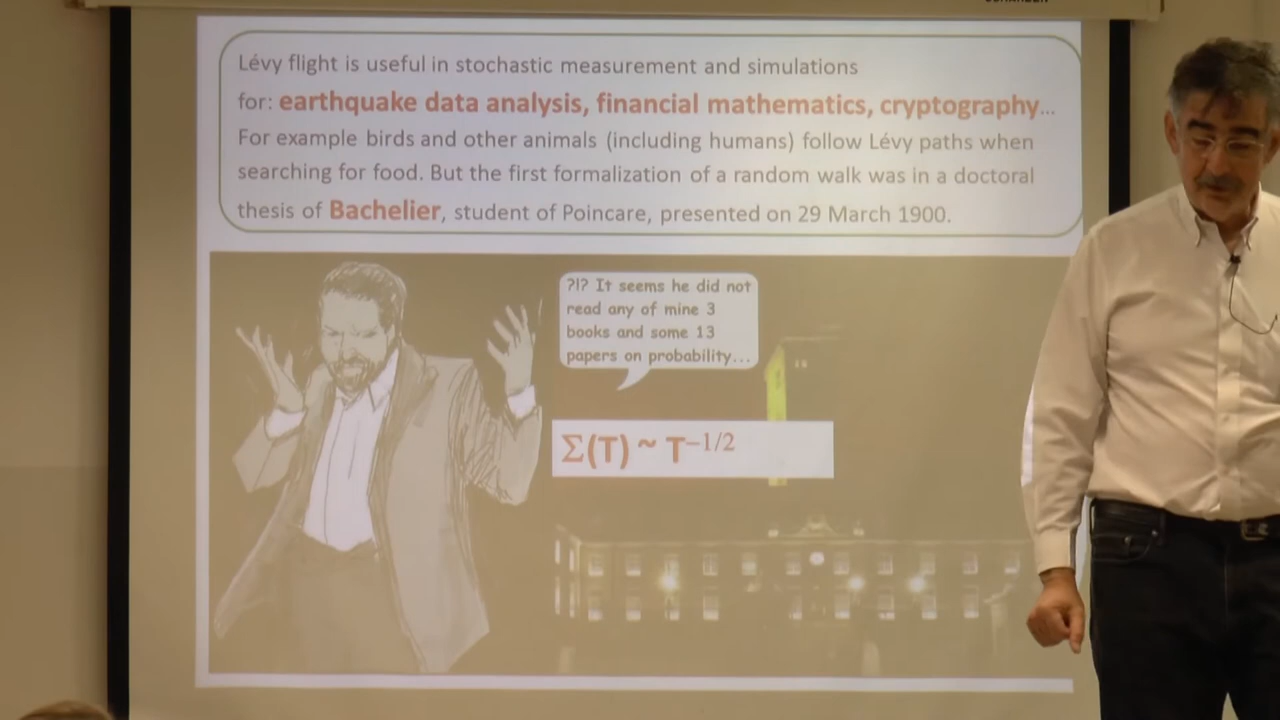 Lévy flight is useful in stochastic measurement and simulations
for: earthquake data analysis, financial mathematics, cryptography...
For example birds and other animals (including humans) follow Lévy paths when
searching for food. But the first formalization of a random walk was in a doctoral
thesis of Bachelier, student of Poincare, presented on 29 March 1900.
?!? It seems he did not
read any of mine 3
books and some 13
papers on probability...
Σ(T) ~ T–1/2